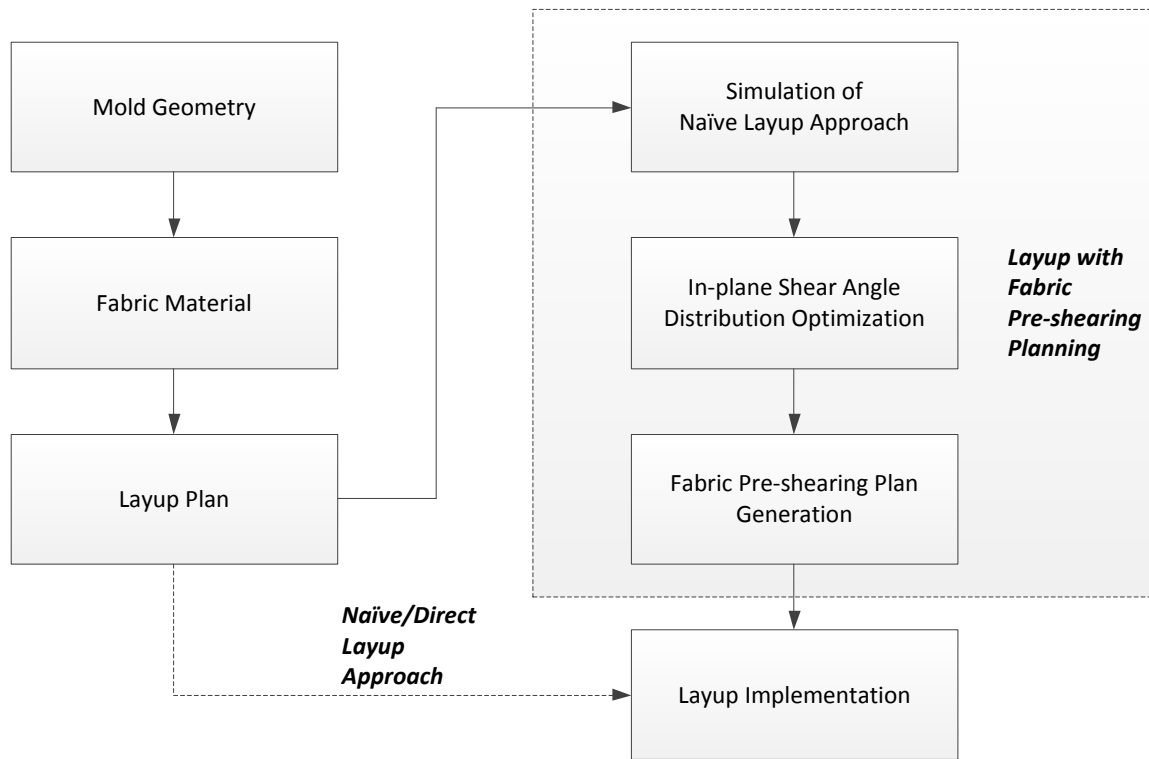 Mold Geometry
Fabric Material
Layup Plan
Naïve/Direct
Layup
Approach
Simulation of
Naïve Layup Approach
In-plane Shear Angle
Distribution Optimization
Fabric Pre-shearing Plan
Generation
Layup with
Fabric
Pre-shearing
Planning
Layup Implementation